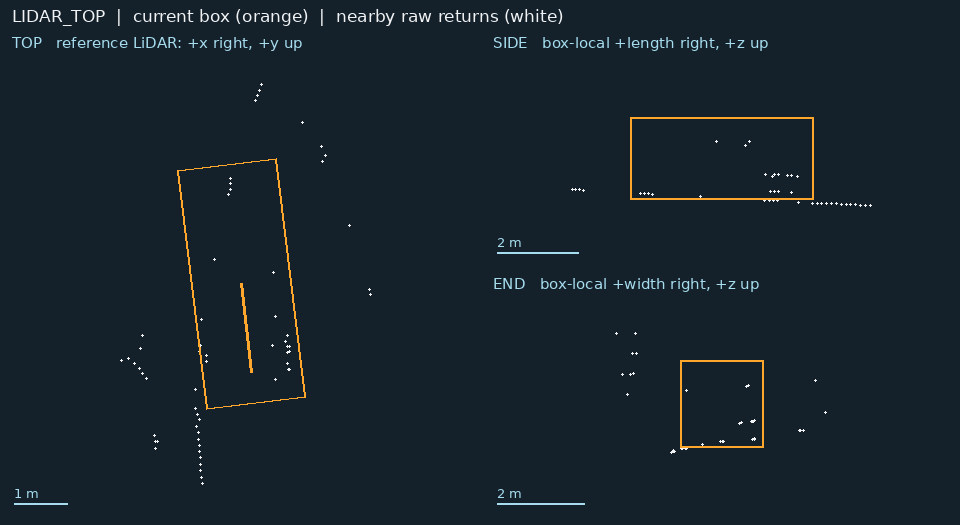 LIDAR_TOP | current box (orange) | nearby raw returns (white)
TOP reference LiDAR: +x right, +y up
SIDE box-local +length right, +z up
2 m
END box-local +width right, +z up
1 m
2 m